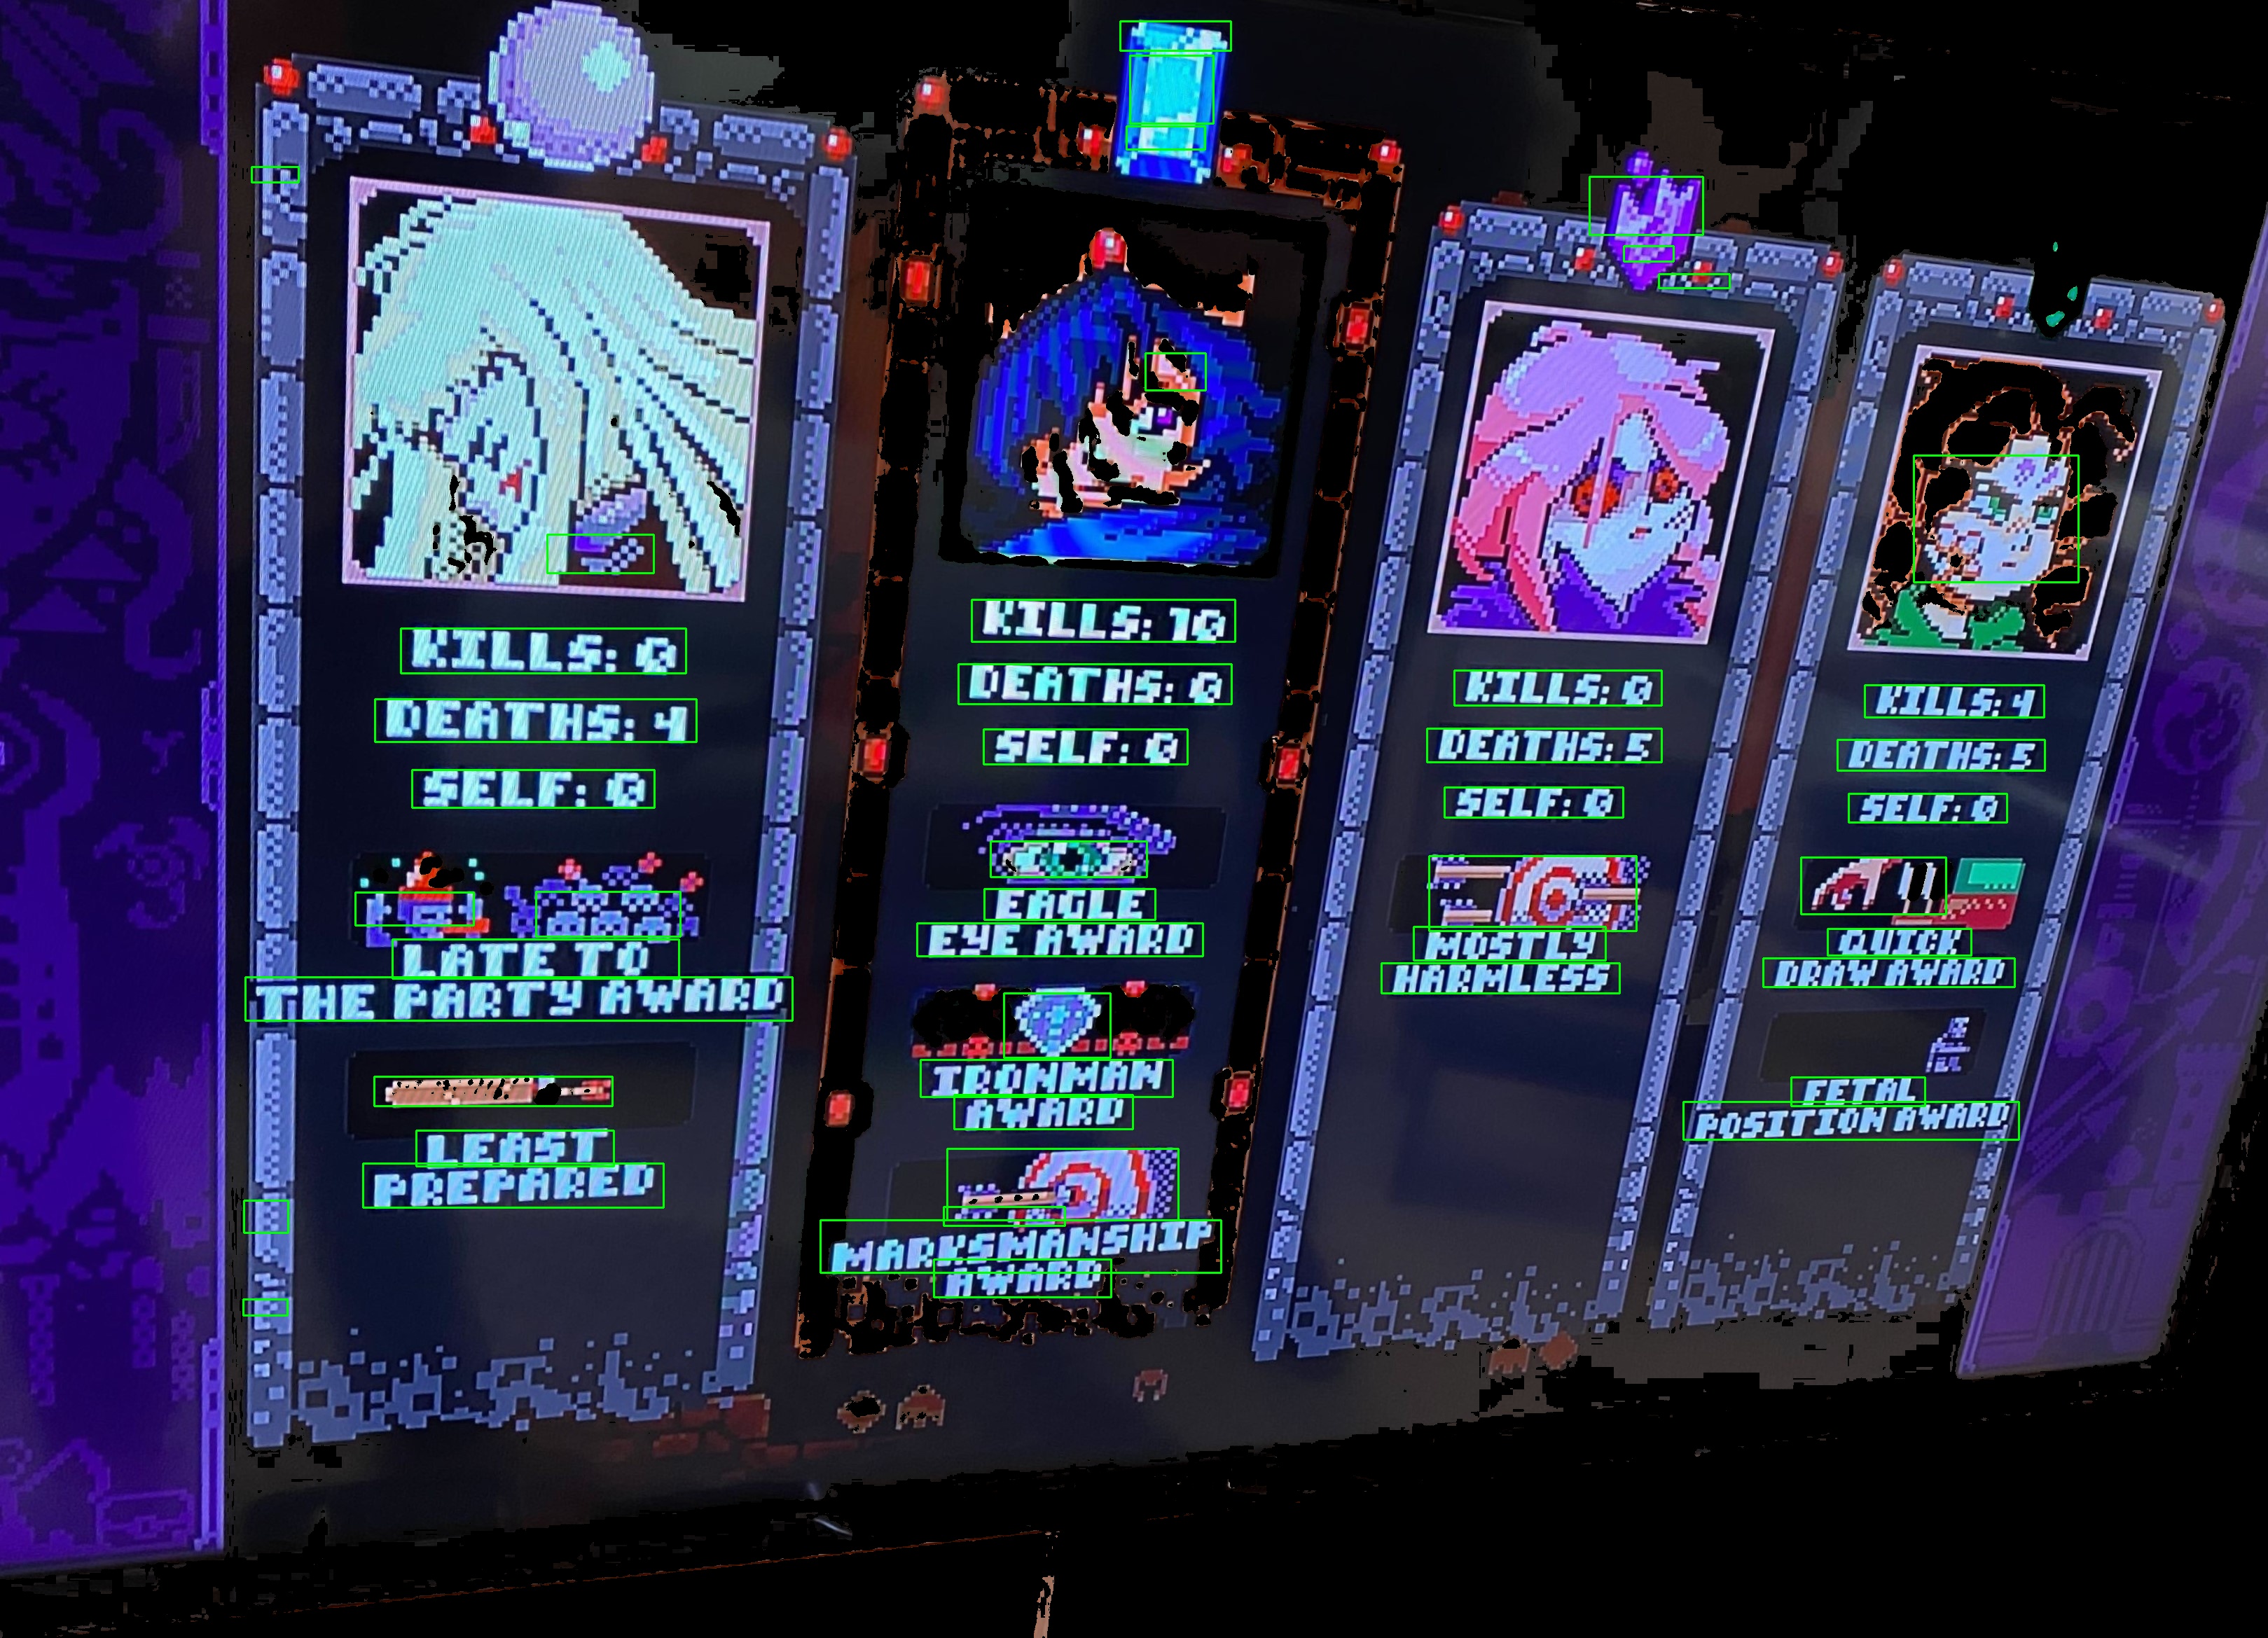 KILLS: 0
DEATHS: 4
SELF: 0
LATE TO
THE PARTY AWARD
LEAST
PREPARED
KILLS: 10
DEATHS: 0
SELF: 0
EAGLE
EYE AWARD
IRONMAN
AWARD
MARKSMANSHIP
AWARD
KILLS: 0
DEATHS: 5
SELF: 0
MOSTLY
HARMLESS
KILLS: 4
DEATHS: 5
SELF: 0
QUICK
DRAW AWARD
FETAL
POSITION AWARD